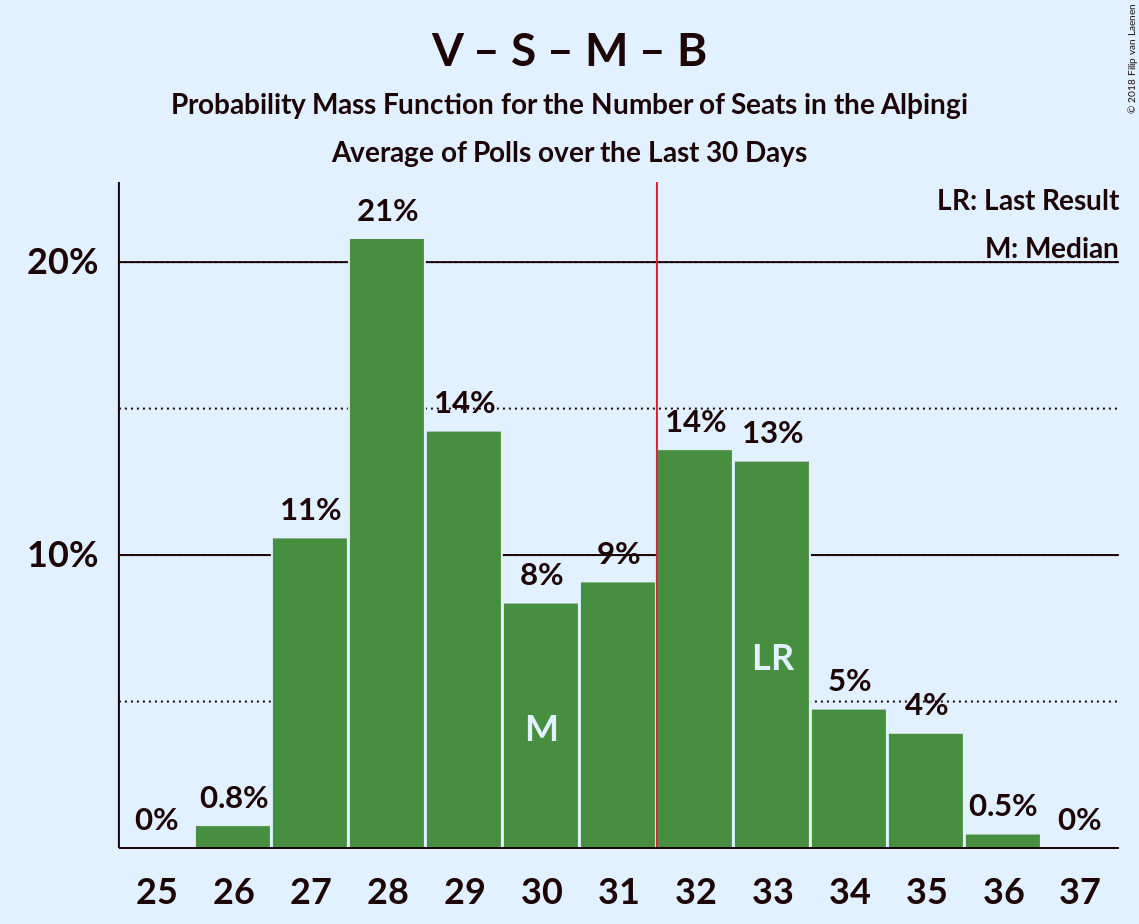 V – S – M – B
Probability Mass Function for the Number of Seats in the Alþingi
Average of Polls over the Last 30 Days
© 2018 Filip van Laenen
LR: Last Result
M: Median
20%
10%
0%
0.8%
11%
21%
14%
8%
9%
14%
13%
5%
4%
0.5%
0%
M
LR
25 26 27 28 29 30 31 32 33 34 35 36 37